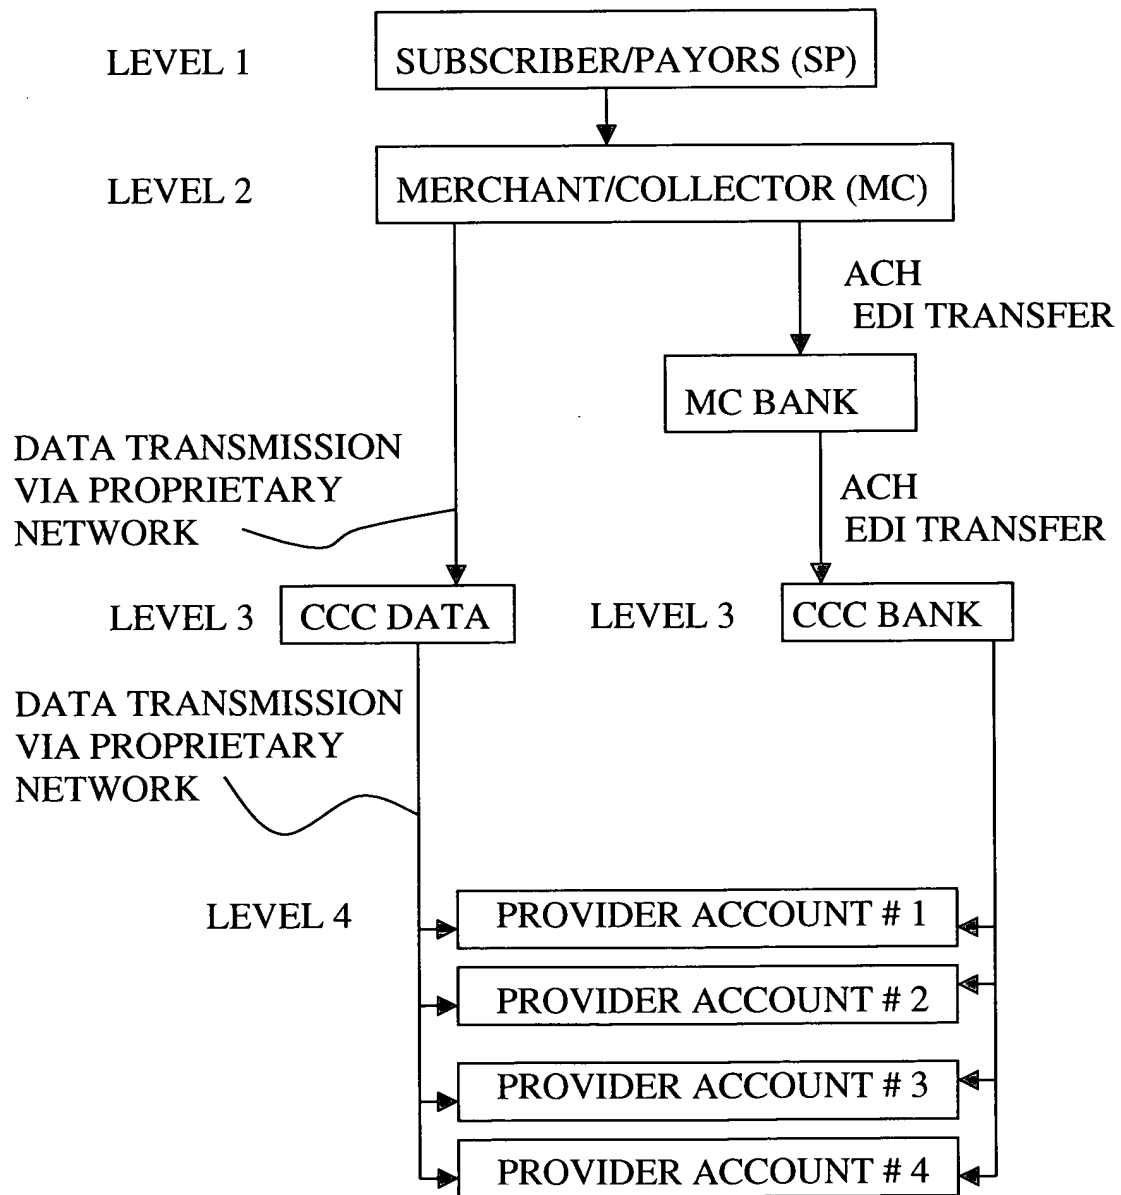 LEVEL 1
SUBSCRIBER/PAYORS (SP)
LEVEL 2
MERCHANT/COLLECTOR (MC)
ACH
EDI TRANSFER
MC BANK
DATA TRANSMISSION
VIA PROPRIETARY
NETWORK
ACH
EDI TRANSFER
LEVEL 3
CCC DATA
LEVEL 3
CCC BANK
DATA TRANSMISSION
VIA PROPRIETARY
NETWORK
LEVEL 4
PROVIDER ACCOUNT # 1
PROVIDER ACCOUNT # 2
PROVIDER ACCOUNT # 3
PROVIDER ACCOUNT # 4